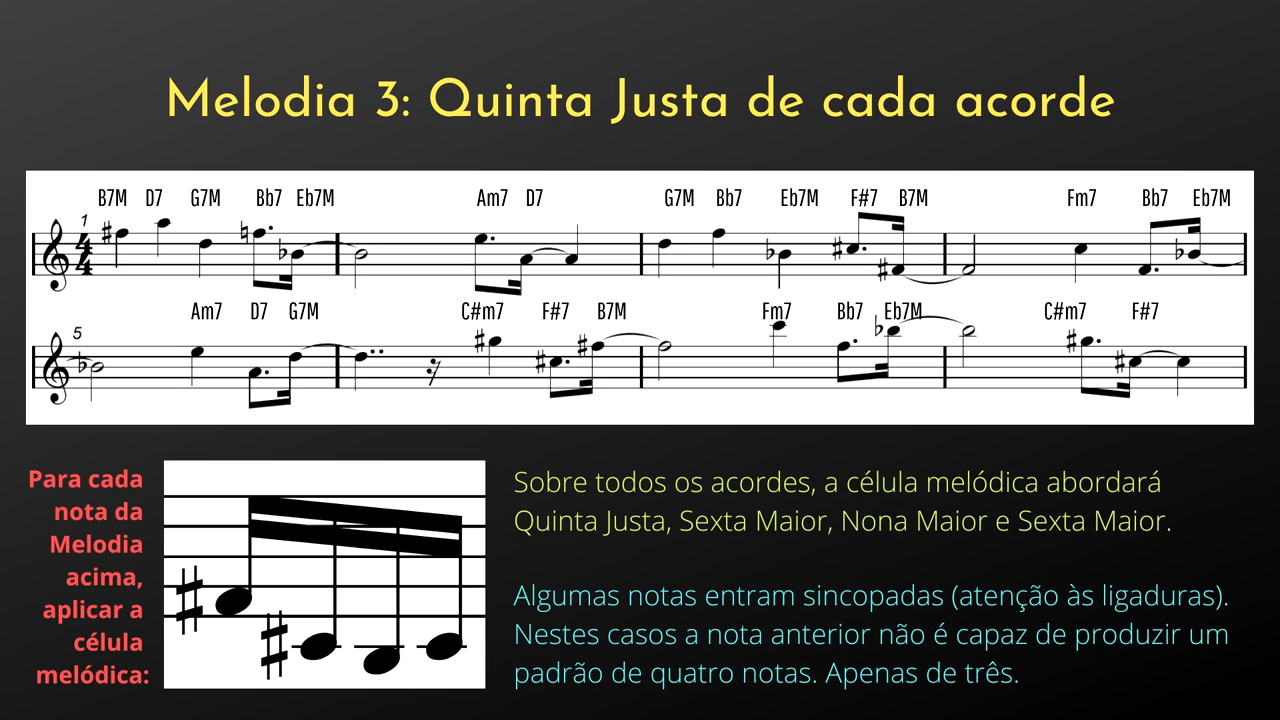 Melodia 3: Quinta Justa de cada acorde
B7M D7 G7M Bb7 Eb7M Am7 D7 G7M Bb7 Eb7M F#7 B7M Fm7 Bb7 Eb7M
1
4
4
Am7 D7 G7M C#m7 F#7 B7M Fm7 Bb7 Eb7M C#m7 F#7
5
Para cada
nota da
Melodia
acima,
aplicar a
célula
melódica:
Sobre todos os acordes, a célula melódica abordará
Quinta Justa, Sexta Maior, Nona Maior e Sexta Maior.
Algumas notas entram sincopadas (atenção às ligaduras).
Nestes casos a nota anterior não é capaz de produzir um
padrão de quatro notas. Apenas de três.